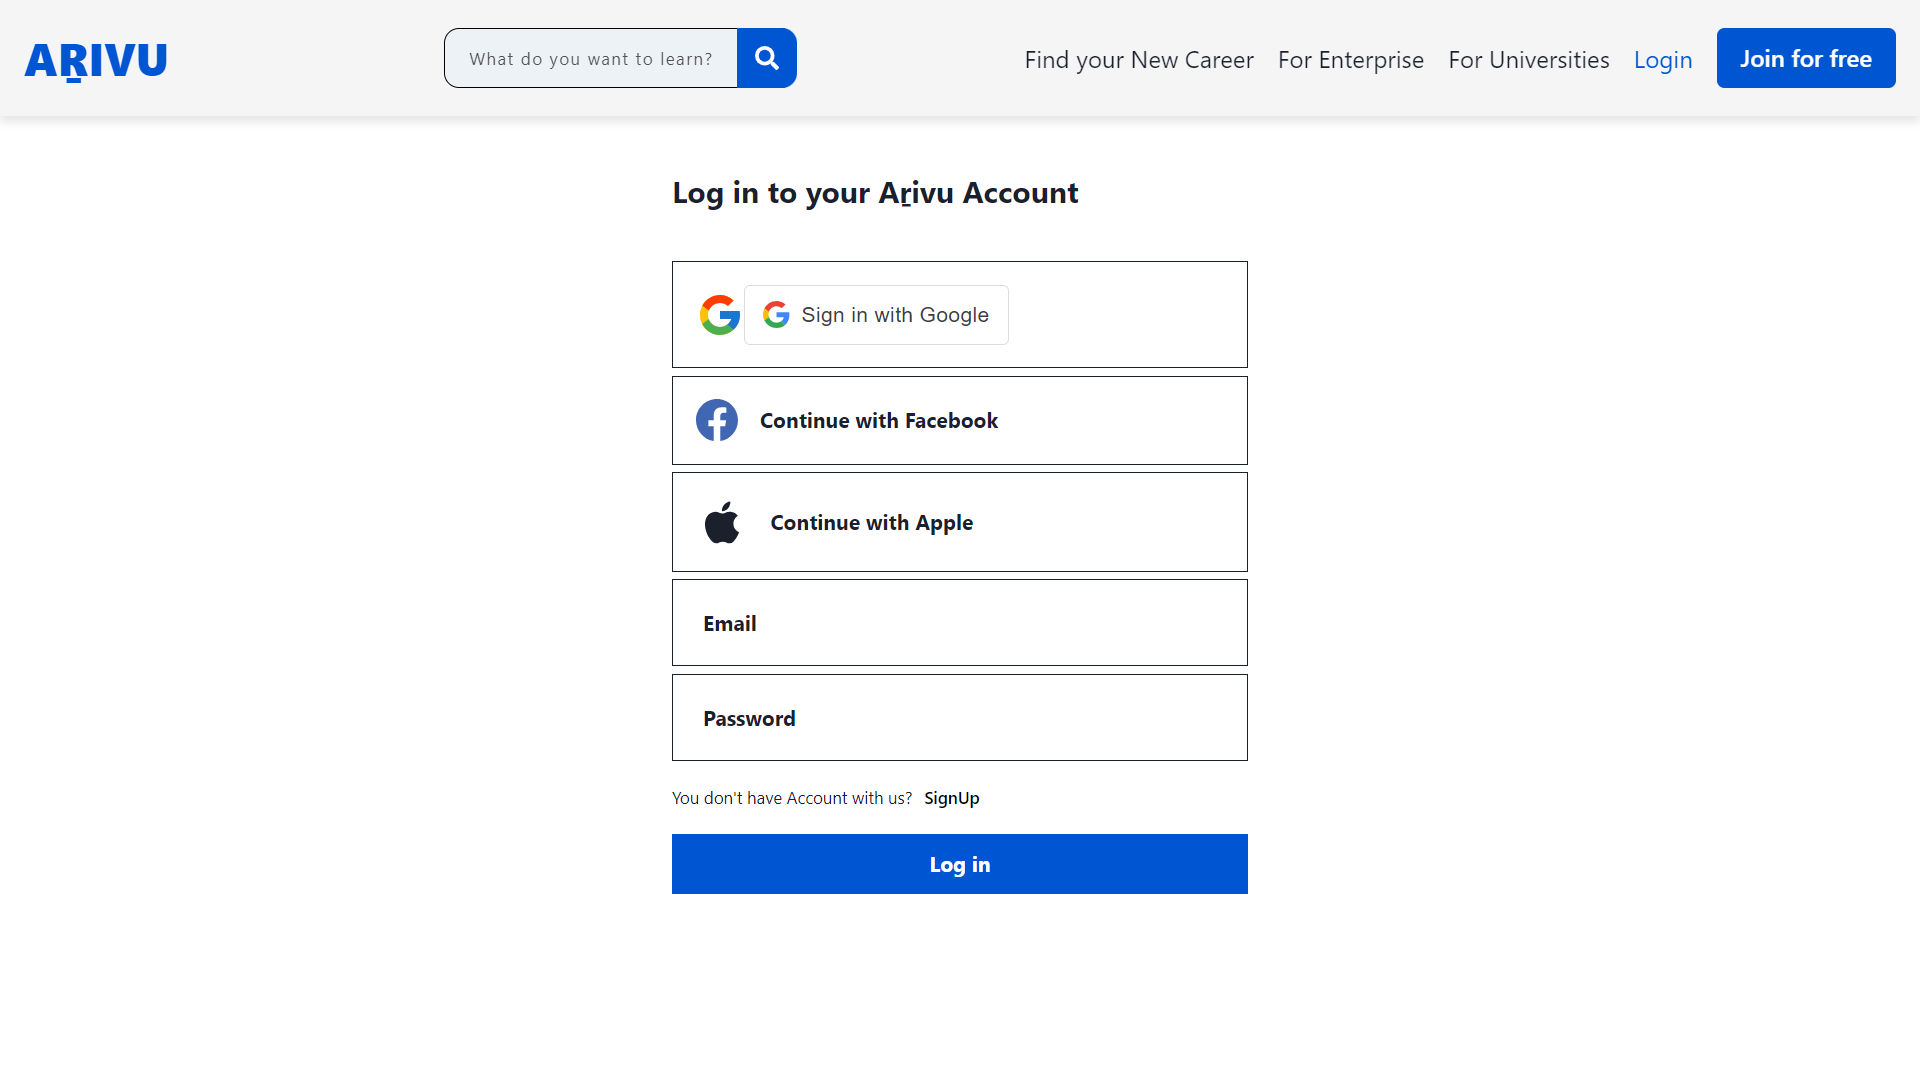 AṞIVU
What do you want to learn?
Find your New Career For Enterprise For Universities Login Join for free
Log in to your Aṟivu Account
Sign in with Google
Continue with Facebook
Continue with Apple
Email
Password
You don't have Account with us? SignUp
Log in